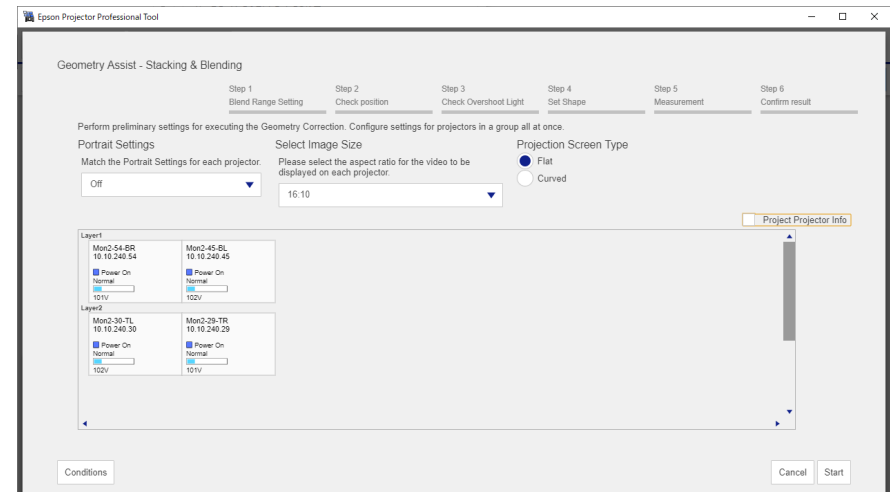 Epson Projector Professional Tool
Geometry Assist - Stacking & Blending
Step 1 Step 2 Step 3 Step 4 Step 5 Step 6
Blend Range Setting Check position Check Overshoot Light Set Shape Measurement Confirm result
Perform preliminary settings for executing the Geometry Correction. Configure settings for projectors in a group all at once.
Portrait Settings
Match the Portrait Settings for each projector.
Off
Select Image Size
Please select the aspect ratio for the video to be
displayed on each projector.
16:10
Projection Screen Type
Flat
Curved
Project Projector Info
Layer1
Mon2-54-BR
10.10.240.54
Power On
Normal
101V
Mon2-45-BL
10.10.240.45
Power On
Normal
102V
Layer2
Mon2-30-TL
10.10.240.30
Power On
Normal
102V
Mon2-29-TR
10.10.240.29
Power On
Normal
101V
Conditions
Cancel
Start